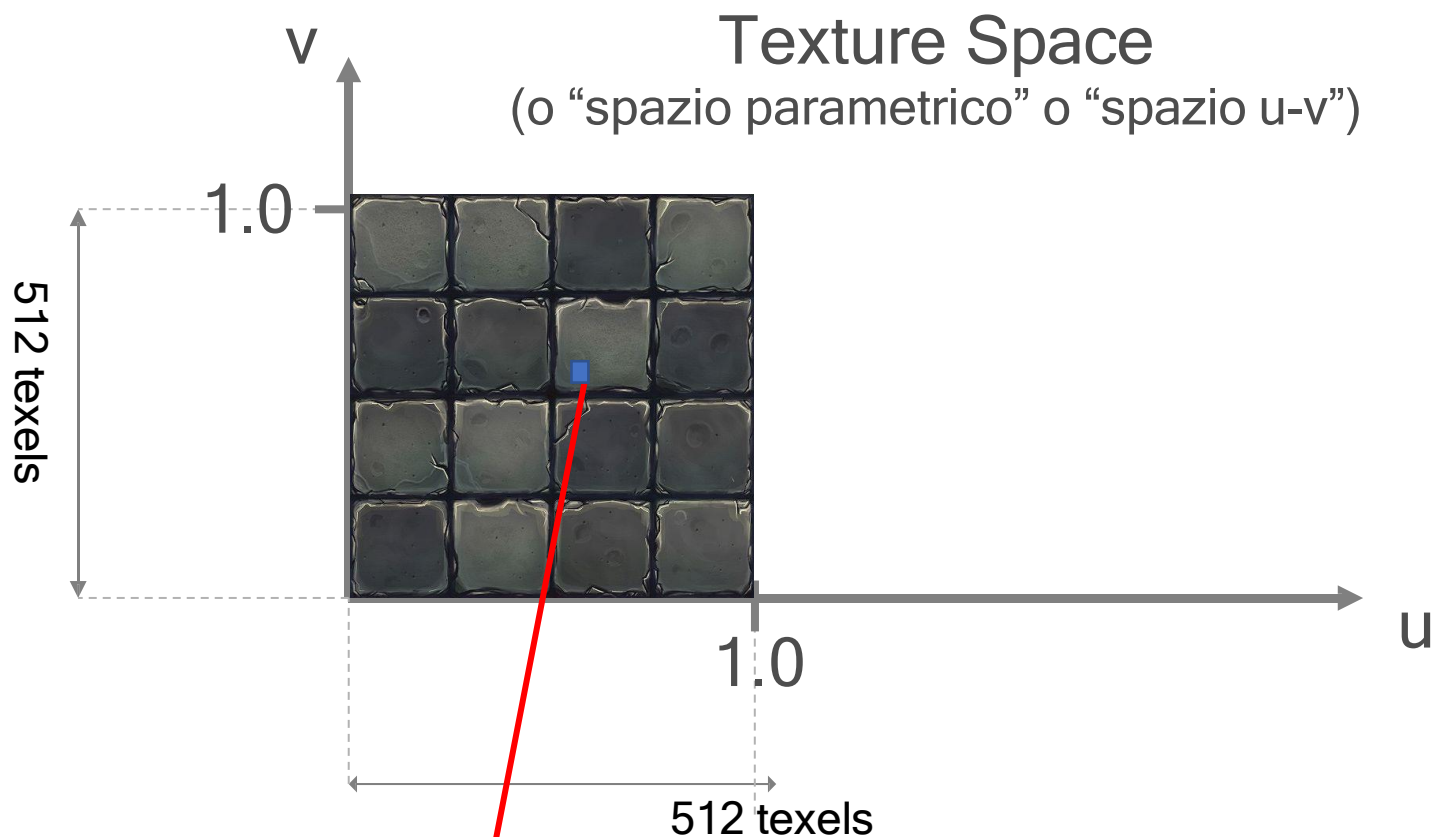 Texture Space
(o “spazio parametrico” o “spazio u-v”)
v
1.0
512 texels
u
1.0
512 texels